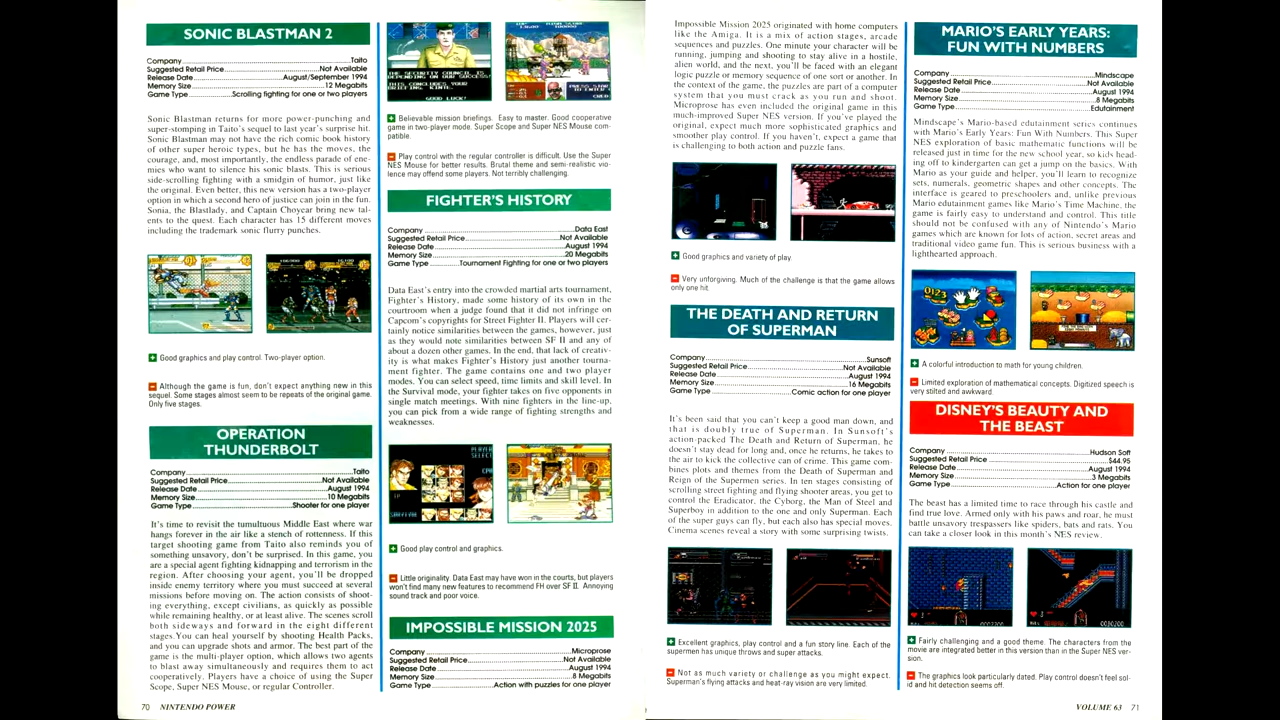 SONIC BLASTMAN 2
Company Taito
Suggested Retail Price Not Available
Release Date August/September 1994
Memory Size 12 Megabits
Game Type Scrolling fighting for one or two players
Sonic Blastman returns for more power-punching and
super-stomping in Taito's sequel to last year's surprise hit.
Sonic Blastman may not have the rich comic book history
of other super heroic types, but he has the moves, the
courage, and, most importantly, the endless parade of ene-
mies who want to silence his sonic blasts. This is serious
side-scrolling fighting with a smidgin of humor, just like
the original. Even better, this new version has a two-player
option in which a second hero of justice can join in the fun.
Sonia, the Blastlady, and Captain Choycar bring new tal-
ents to the quest. Each character has 15 different moves
including the trademark sonic flurry punches.
Good graphics and play control. Two-player option.
Although the game is fun, don't expect anything new in this
sequel. Some stages almost seem to be repeats of the original game.
Only five stages.
OPERATION
THUNDERBOLT
Company Taito
Suggested Retail Price Not Available
Release Date August 1994
Memory Size 10 Megabits
Game Type Shooter for one player
It's time to revisit the tumultuous Middle East where war
hangs forever in the air like a stench of rottenness. If this
target shooting game from Taito also reminds you of
something unsavory, don't be surprised. In this game, you
are a special agent fighting kidnapping and terrorism in the
region. After choosing your agent, you'll be dropped
inside enemy territory where you must succeed at several
missions before moving on. The action consists of shoot-
ing everything, except civilians, as quickly as possible
while remaining healthy, or at least alive. The scenes scroll
both sideways and forward in the eight different
stages.You can heal yourself by shooting Health Packs,
and you can upgrade shots and armor. The best part of the
game is the multi-player option, which allows two agents
to blast away simultaneously and requires them to act
cooperatively. Players have a choice of using the Super
Scope, Super NES Mouse, or regular Controller.
70 NINTENDO POWER
THE SECURITY COUNCIL IS
DEPENDING ON OUR SUCCESS!
THIS CONCLUDES YOUR
BRIEFING. KINTE.
GOOD LUCK!
Believable mission briefings. Easy to master. Good cooperative
game in two-player mode. Super Scope and Super NES Mouse com-
patible.
Play control with the regular controller is difficult. Use the Super
NES Mouse for better results. Brutal theme and semi-realistic vio-
lence may offend some players. Not terribly challenging.
FIGHTER'S HISTORY
Company Data East
Suggested Retail Price Not Available
Release Date August 1994
Memory Size 20 Megabits
Game Type Tournament Fighting for one or two players
Data East's entry into the crowded martial arts tournament,
Fighter's History, made some history of its own in the
courtroom when a judge found that it did not infringe on
Capcom's copyrights for Street Fighter II. Players will cer-
tainly notice similarities between the games, however, just
as they would note similarities between SF II and any of
about a dozen other games. In the end, that lack of creativ-
ity is what makes Fighter's History just another tourna-
ment fighter. The game contains one and two player
modes. You can select speed, time limits and skill level. In
the Survival mode, your fighter takes on five opponents in
single match meetings. With nine fighters in the line-up,
you can pick from a wide range of fighting strengths and
weaknesses.
PLAYER
SELECT
Good play control and graphics.
Little originality. Data East may have won in the courts, but players
won't find many new features to recommend FH over SF II. Annoying
sound track and poor voice.
IMPOSSIBLE MISSION 2025
Company Microprose
Suggested Retail Price Not Available
Release Date August 1994
Memory Size 8 Megabits
Game Type Action with puzzles for one player
Impossible Mission 2025 originated with home computers
like the Amiga. It is a mix of action stages, arcade
sequences and puzzles. One minute your character will be
running, jumping and shooting to stay alive in a hostile,
alien world, and the next, you'll be faced with an elegant
logic puzzle or memory sequence of one sort or another. In
the context of the game, the puzzles are part of a computer
system that you must crack as you run and shoot.
Microprose has even included the original game in this
much-improved Super NES version. If you've played the
original, expect much more sophisticated graphics and
smoother play control. If you haven't, expect a game that
is challenging to both action and puzzle fans.
Good graphics and variety of play.
Very unforgiving. Much of the challenge is that the game allows
only one hit.
THE DEATH AND RETURN
OF SUPERMAN
Company Sunsoft
Suggested Retail Price Not Available
Release Date August 1994
Memory Size 16 Megabits
Game Type Comic action for one player
It's been said that you can't keep a good man down, and
that is doubly true of Superman. In Sunsoft's
action-packed The Death and Return of Superman, he
doesn't stay dead for long and, once he returns, he takes to
the air to kick the collective can of crime. This game com-
bines plots and themes from the Death of Superman and
Reign of the Supermen series. In ten stages consisting of
scrolling street fighting and flying shooter areas, you get to
control the Eradicator, the Cyborg, the Man of Steel and
Superboy in addition to the one and only Superman. Each
of the super guys can fly, but each also has special moves.
Cinema scenes reveal a story with some surprising twists.
Excellent graphics, play control and a fun story line. Each of the
supermen has unique throws and super attacks.
Not as much variety or challenge as you might expect.
Superman's flying attacks and heat-ray vision are very limited.
MARIO'S EARLY YEARS:
FUN WITH NUMBERS
Company Mindscape
Suggested Retail Price Not Available
Release Date August 1994
Memory Size 8 Megabits
Game Type Edutainment
Mindscape's Mario-based edutainment series continues
with Mario's Early Years: Fun With Numbers. This Super
NES exploration of basic mathematic functions will be
released just in time for the new school year, so kids head-
ing off to kindergarten can get a jump on the basics. With
Mario as your guide and helper, you'll learn to recognize
sets, numerals, geometric shapes and other concepts. The
interface is geared to preschoolers and, unlike previous
Mario edutainment games like Mario's Time Machine, the
game is fairly easy to understand and control. This title
should not be confused with any of Nintendo's Mario
games which are known for lots of action, secret areas and
traditional video game fun. This is serious business with a
lighthearted approach.
A colorful introduction to math for young children.
Limited exploration of mathematical concepts. Digitized speech is
very stilted and awkward.
DISNEY'S BEAUTY AND
THE BEAST
Company Hudson Soft
Suggested Retail Price $44.95
Release Date August 1994
Memory Size 3 Megabits
Game Type Action for one player
The beast has a limited time to race through his castle and
find true love. Armed only with his paws and roar, he must
battle unsavory trespassers like spiders, bats and rats. You
can take a closer look in this month's NES review.
Fairly challenging and a good theme. The characters from the
movie are integrated better in this version than in the Super NES ver-
sion.
The graphics look particularly dated. Play control doesn't feel sol-
id and hit detection seems off.
VOLUME 63 71